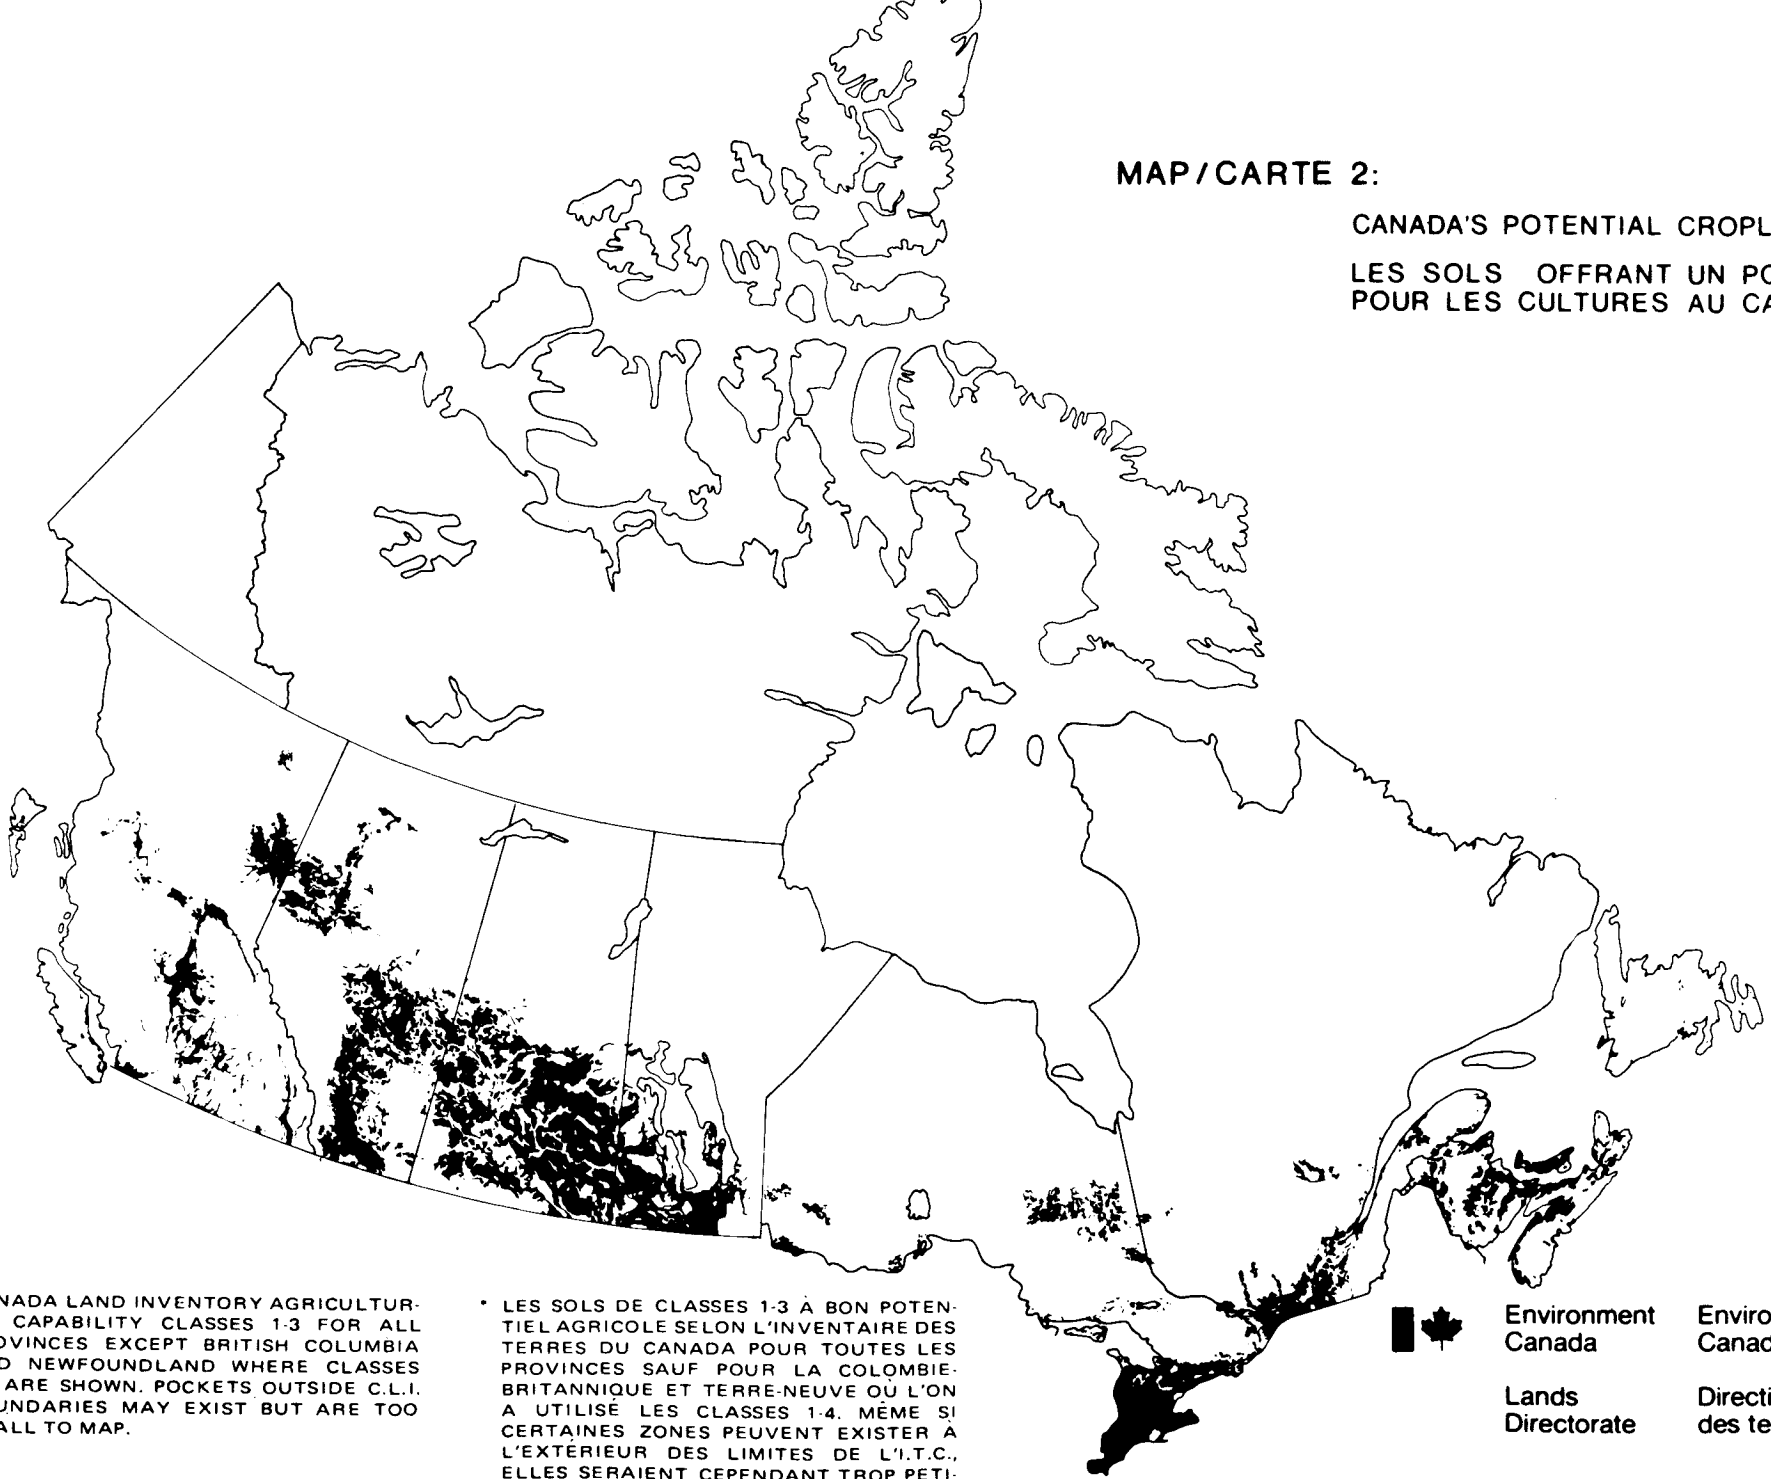 MAP/CARTE 2:
CANADA'S POTENTIAL CROPL
LES SOLS OFFRANT UN PO
POUR LES CULTURES AU CA
NADA LAND INVENTORY AGRICULTUR-
CAPABILITY CLASSES 1-3 FOR ALL
OVINCES EXCEPT BRITISH COLUMBIA
D NEWFOUNDLAND WHERE CLASSES
ARE SHOWN. POCKETS OUTSIDE C.L.I.
UNDARIES MAY EXIST BUT ARE TOO
ALL TO MAP.
* LES SOLS DE CLASSES 1-3 À BON POTEN-
TIEL AGRICOLE SELON L'INVENTAIRE DES
TERRES DU CANADA POUR TOUTES LES
PROVINCES SAUF POUR LA COLOMBIE-
BRITANNIQUE ET TERRE-NEUVE OÙ L'ON
A UTILISÉ LES CLASSES 1-4. MÊME SI
CERTAINES ZONES PEUVENT EXISTER À
L'EXTÉRIEUR DES LIMITES DE L'I.T.C.,
ELLES SERAIENT CEPENDANT TROP PETI-
Environment
Canada
Enviro
Canad
Lands
Directorate
Directi
des te